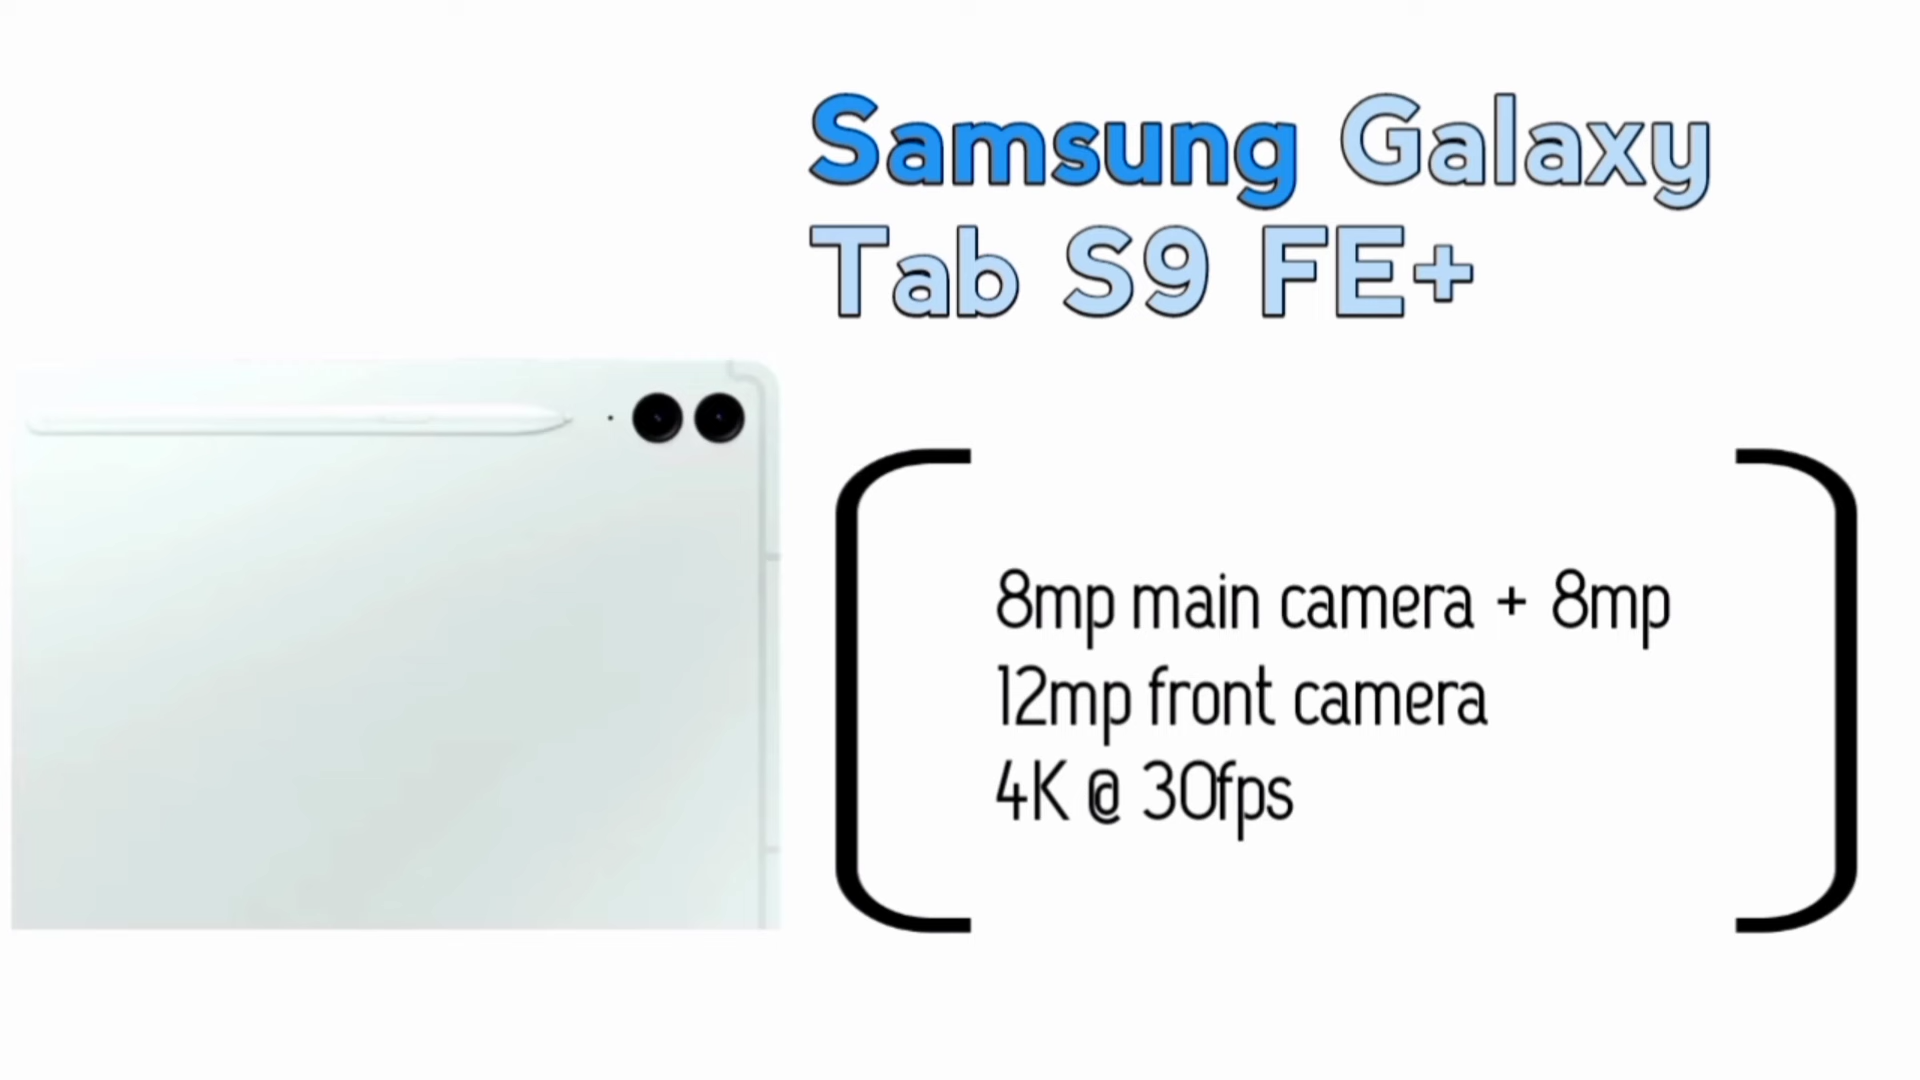 Samsung Galaxy
Tab S9 FE+
8mp main camera + 8mp
12mp front camera
4K @ 30fps